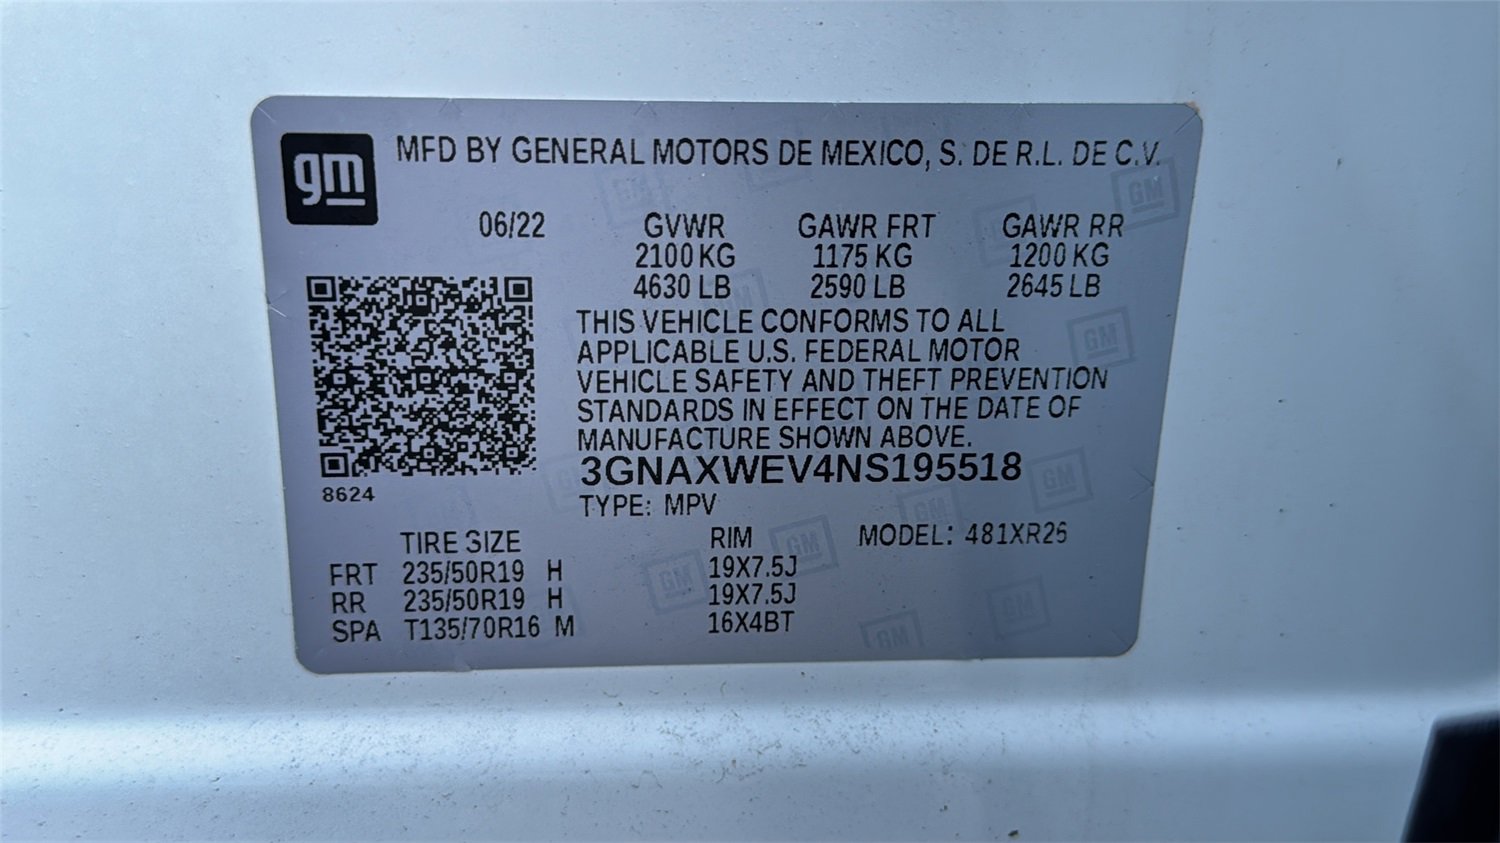 gm
MFD BY GENERAL MOTORS DE MEXICO, S. DE R.L. DE C.V.
06/22 GVWR GAWR FRT GAWR RR
2100 KG 1175 KG 1200 KG
4630 LB 2590 LB 2645 LB
THIS VEHICLE CONFORMS TO ALL
APPLICABLE U.S. FEDERAL MOTOR
VEHICLE SAFETY AND THEFT PREVENTION
STANDARDS IN EFFECT ON THE DATE OF
MANUFACTURE SHOWN ABOVE.
3GNAXWEV4NS195518
8624
TYPE: MPV
TIRE SIZE RIM MODEL: 481XR26
FRT 235/50R19 H 19X7.5J
RR 235/50R19 H 19X7.5J
SPA T135/70R16 M 16X4BT